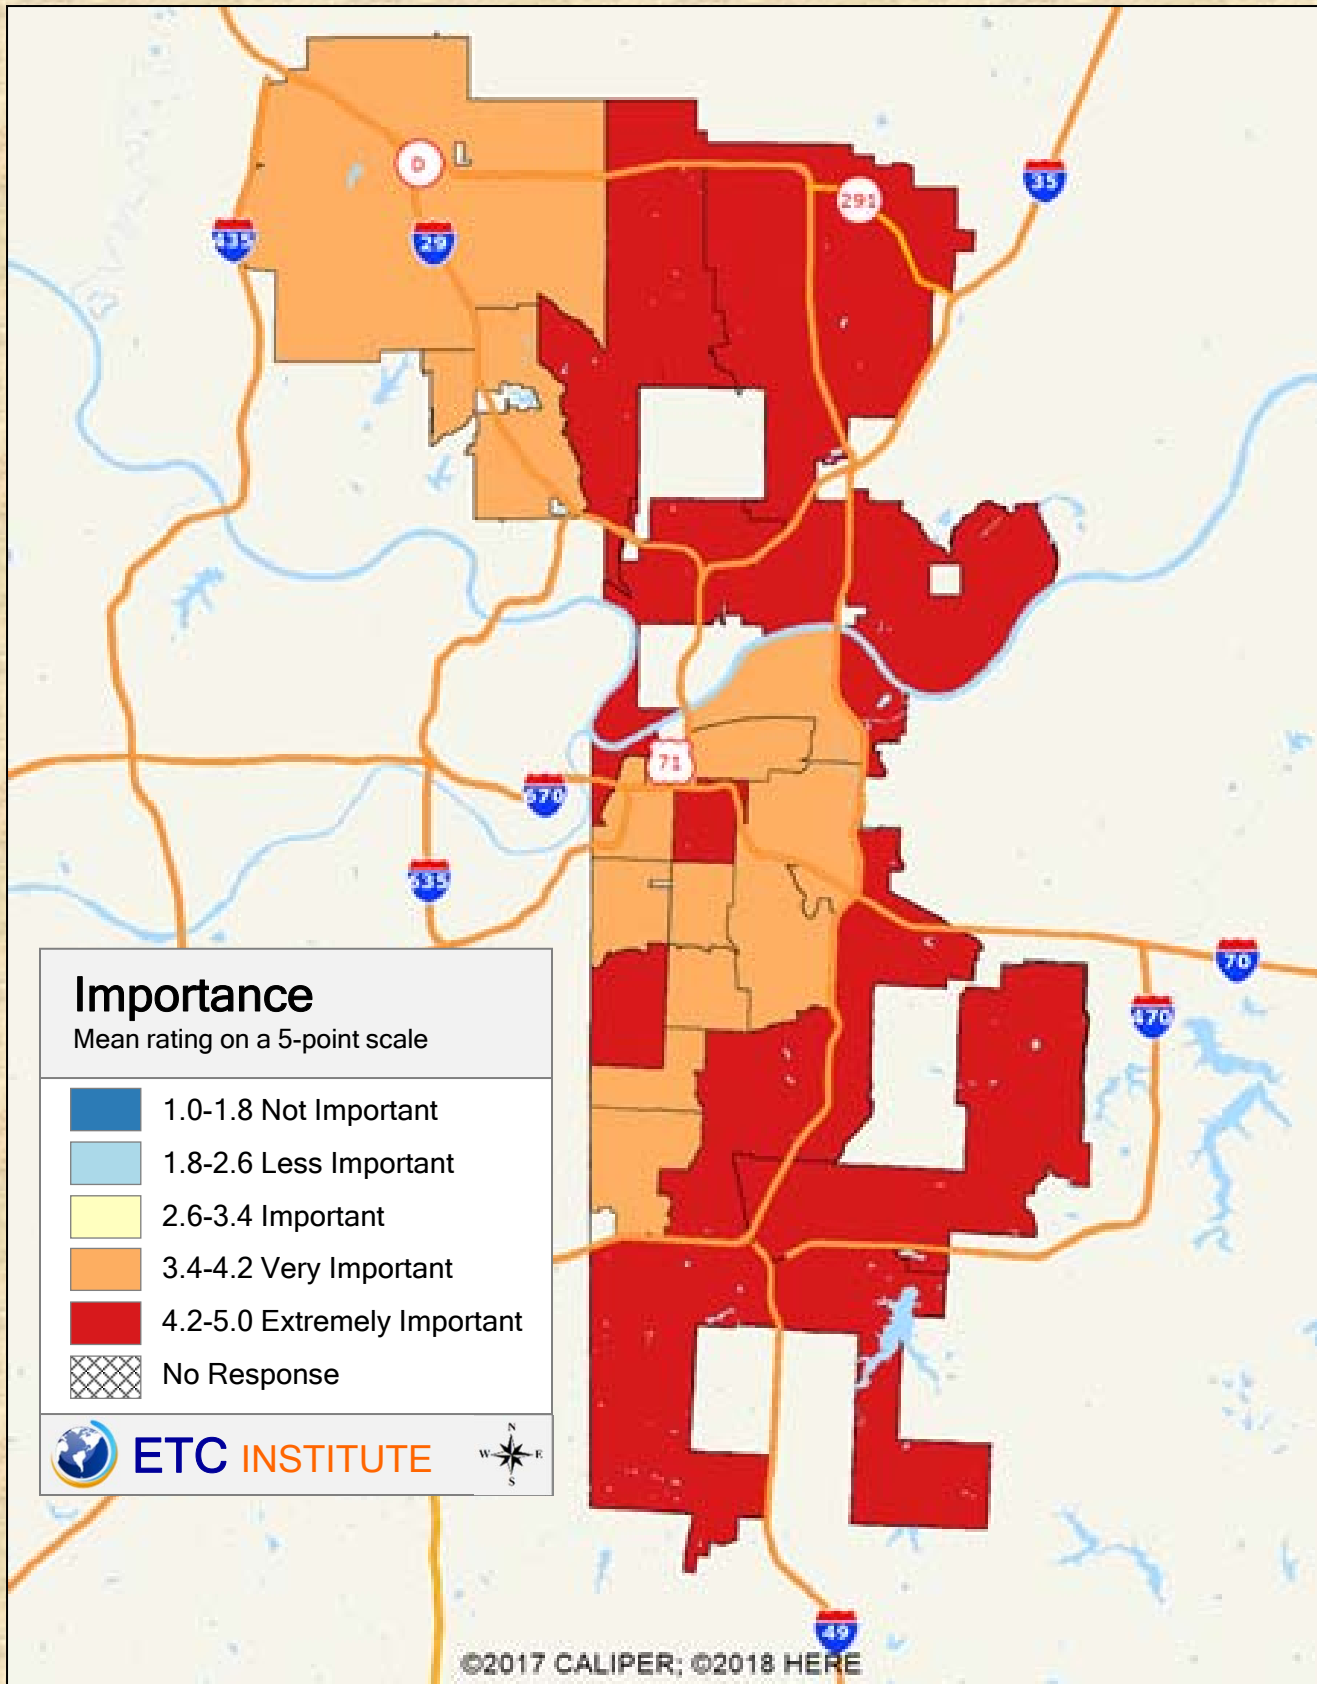 D
291
35
435
29
71
670
635
70
470
Importance
Mean rating on a 5-point scale
1.0-1.8 Not Important
1.8-2.6 Less Important
2.6-3.4 Important
3.4-4.2 Very Important
4.2-5.0 Extremely Important
No Response
ETC INSTITUTE
N
W E
S
49
©2017 CALIPER; ©2018 HERE